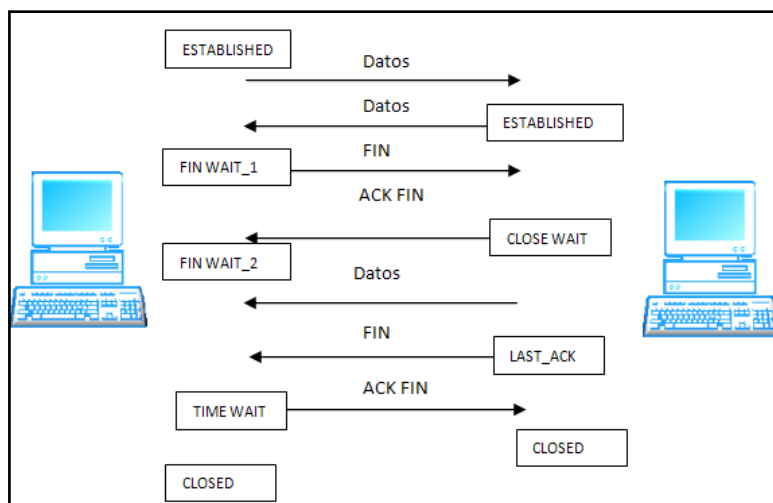 ESTABLISHED
Datos
Datos
ESTABLISHED
FIN
FIN WAIT_1
ACK FIN
CLOSE WAIT
FIN WAIT_2
Datos
FIN
LAST_ACK
ACK FIN
TIME WAIT
CLOSED
CLOSED